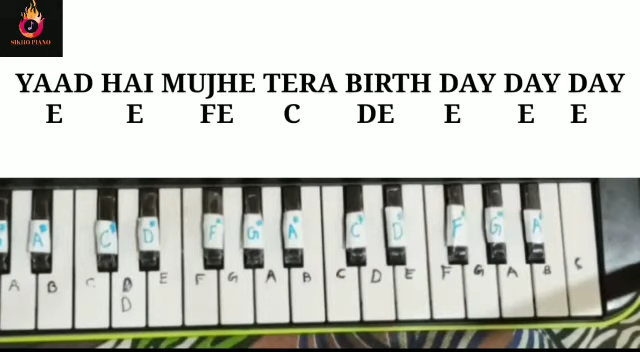 SIKHO PIANO
YAAD HAI MUJHE TERA BIRTH DAY DAY DAY
E E FE C DE E E E
A# C# D# F# G# A# C# D# F# G# A#
A B C D E F G A B C D E F G A B C
D